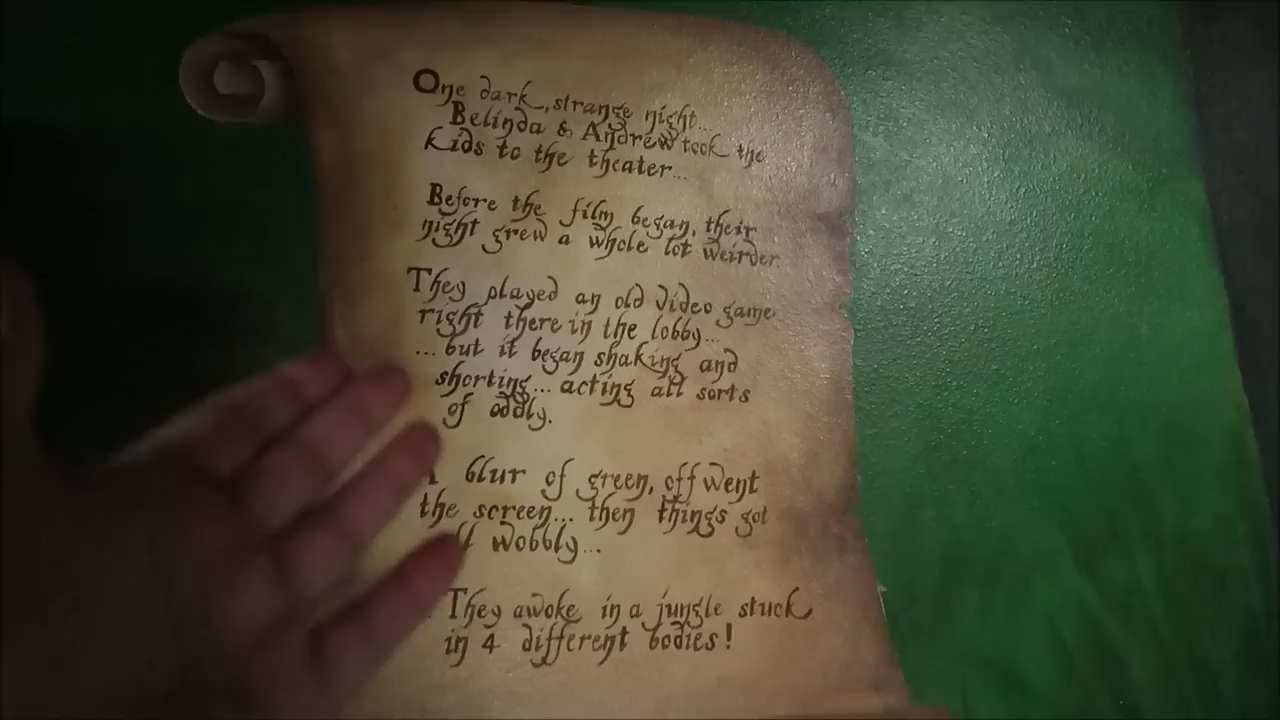 One dark, strange night...
Belinda & Andrew took the
kids to the theater...
Before the film began, their
night grew a whole lot weirder.
They played an old video game
right there in the lobby...
... but it began shaking and
shorting... acting all sorts
of oddly.
blur of green, off went
the screen... then things got
wobbly...
They awoke in a jungle stuck
in 4 different bodies!